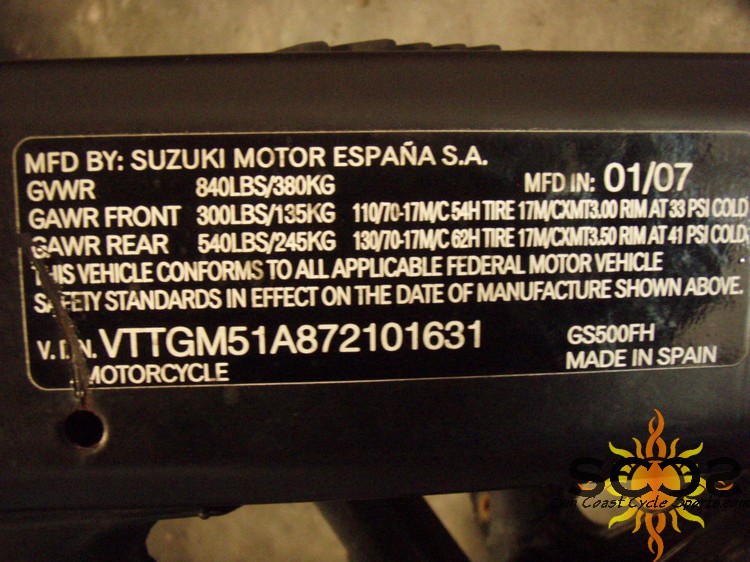 MFD BY: SUZUKI MOTOR ESPAÑA S.A.
GVWR 840LBS/380KG MFD IN: 01/07
GAWR FRONT 300LBS/135KG 110/70-17M/C 54H TIRE 17M/CXMT3.00 RIM AT 33 PSI COLD
GAWR REAR 540LBS/245KG 130/70-17M/C 62H TIRE 17M/CXMT3.50 RIM AT 41 PSI COLD.
THIS VEHICLE CONFORMS TO ALL APPLICABLE FEDERAL MOTOR VEHICLE
SAFETY STANDARDS IN EFFECT ON THE DATE OF MANUFACTURE SHOWN ABOVE.
V.I.N. VTTGM51A872101631 GS500FH
MOTORCYCLE MADE IN SPAIN
Coast Cycle